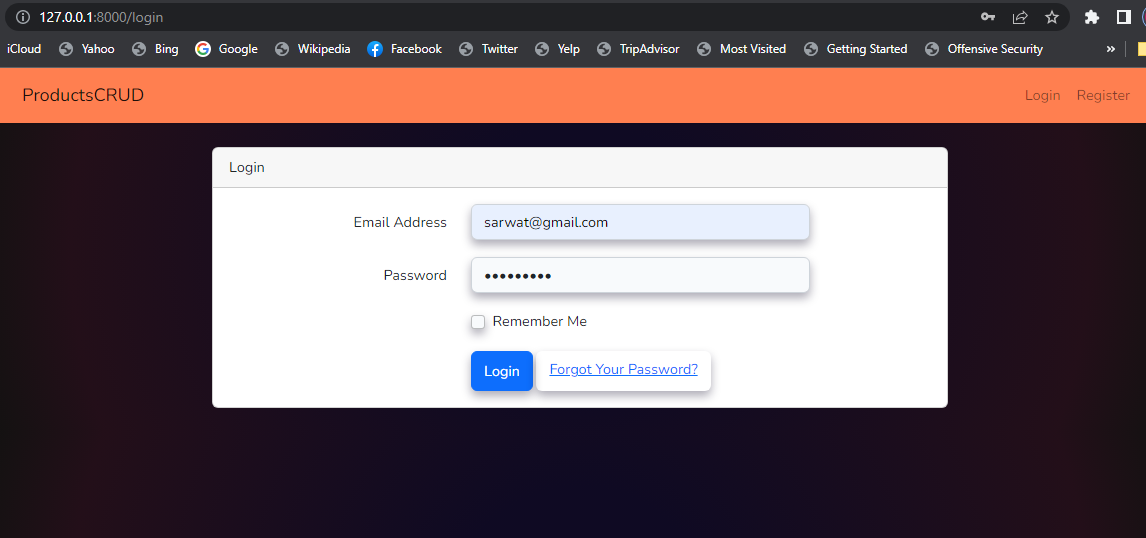 127.0.0.1:8000/login
iCloud Yahoo Bing Google Wikipedia Facebook Twitter Yelp TripAdvisor Most Visited Getting Started Offensive Security »
ProductsCRUD Login Register
Login
Email Address sarwat@gmail.com
Password •••••••••
Remember Me
Login Forgot Your Password?